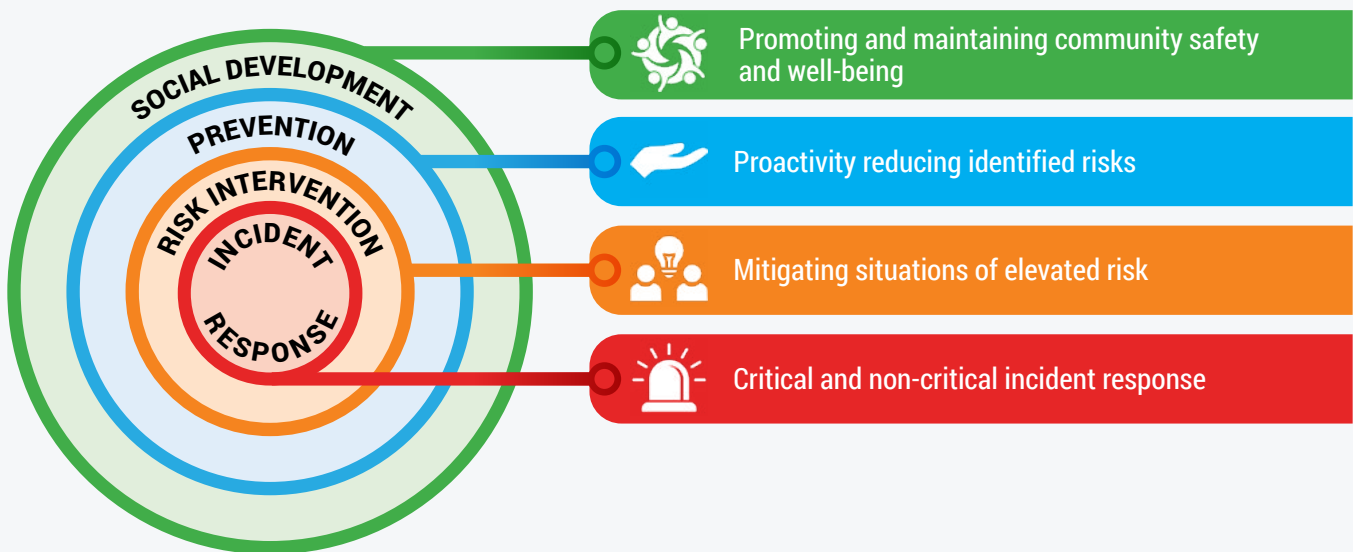 SOCIAL DEVELOPMENT
PREVENTION
RISK INTERVENTION
INCIDENT
RESPONSE
Promoting and maintaining community safety
and well-being
Proactivity reducing identified risks
Mitigating situations of elevated risk
Critical and non-critical incident response